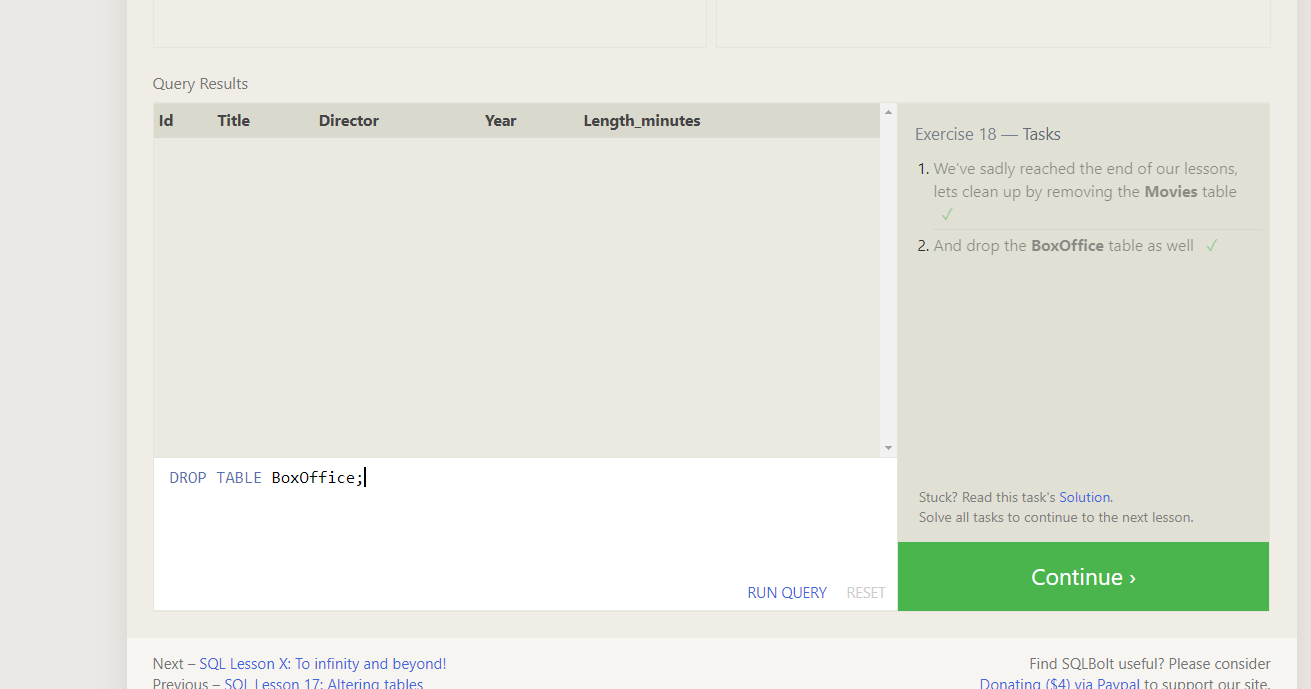 Query Results
Id Title Director Year Length_minutes
Exercise 18 — Tasks
1. We've sadly reached the end of our lessons,
lets clean up by removing the Movies table
✓
2. And drop the BoxOffice table as well ✓
DROP TABLE BoxOffice;
Stuck? Read this task's Solution.
Solve all tasks to continue to the next lesson.
RUN QUERY RESET
Continue ›
Next – SQL Lesson X: To infinity and beyond!
Previous – SQL Lesson 17: Altering tables
Find SQLBolt useful? Please consider
Donating ($4) via Paypal to support our site.